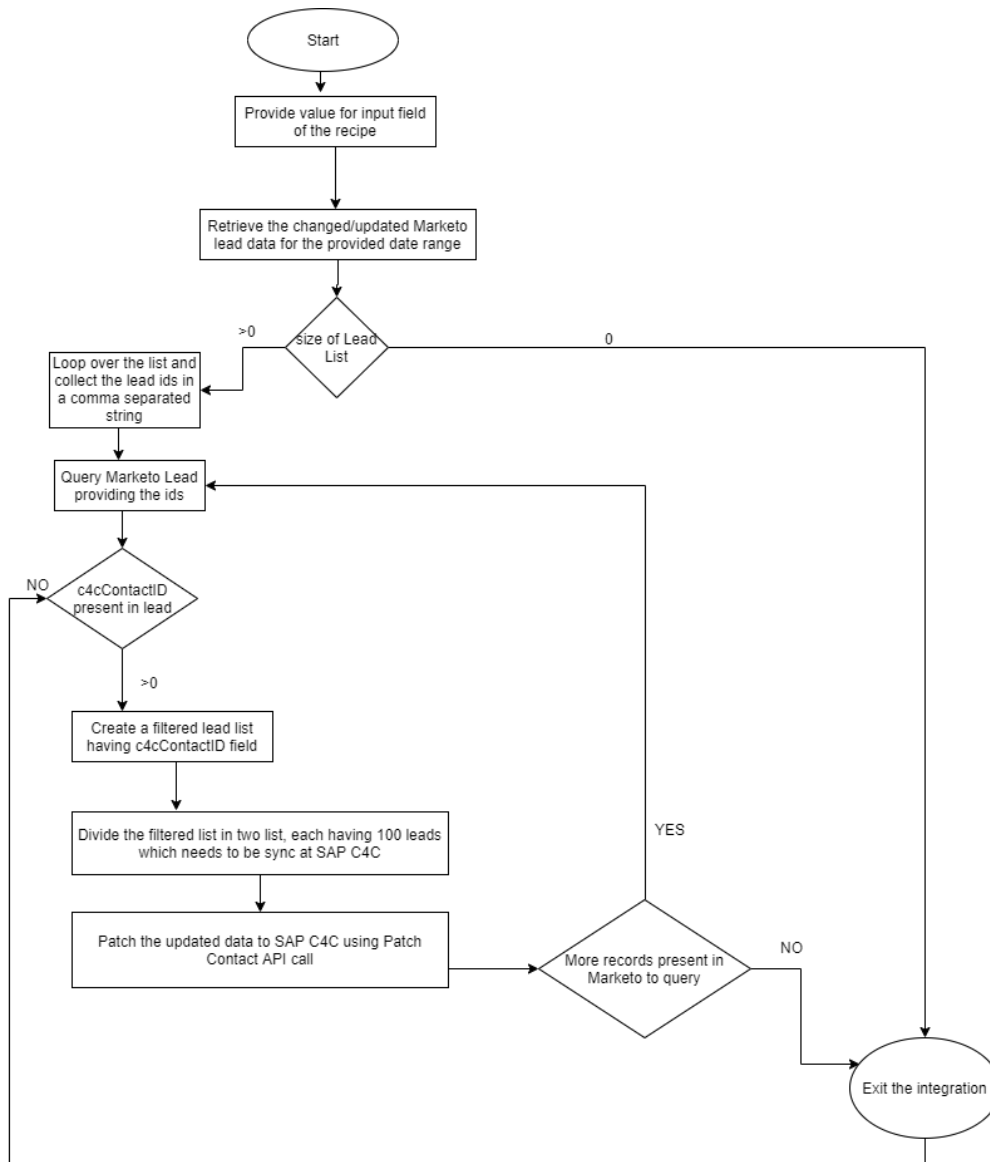 Start
Provide value for input field
of the recipe
Retrieve the changed/updated Marketo
lead data for the provided date range
size of Lead
List
>0
0
Loop over the list and
collect the lead ids in
a comma separated
string
Query Marketo Lead
providing the ids
c4cContactID
present in lead
NO
>0
Create a filtered lead list
having c4cContactID field
Divide the filtered list in two list, each having 100 leads
which needs to be sync at SAP C4C
YES
Patch the updated data to SAP C4C using Patch
Contact API call
More records present in
Marketo to query
NO
Exit the integration